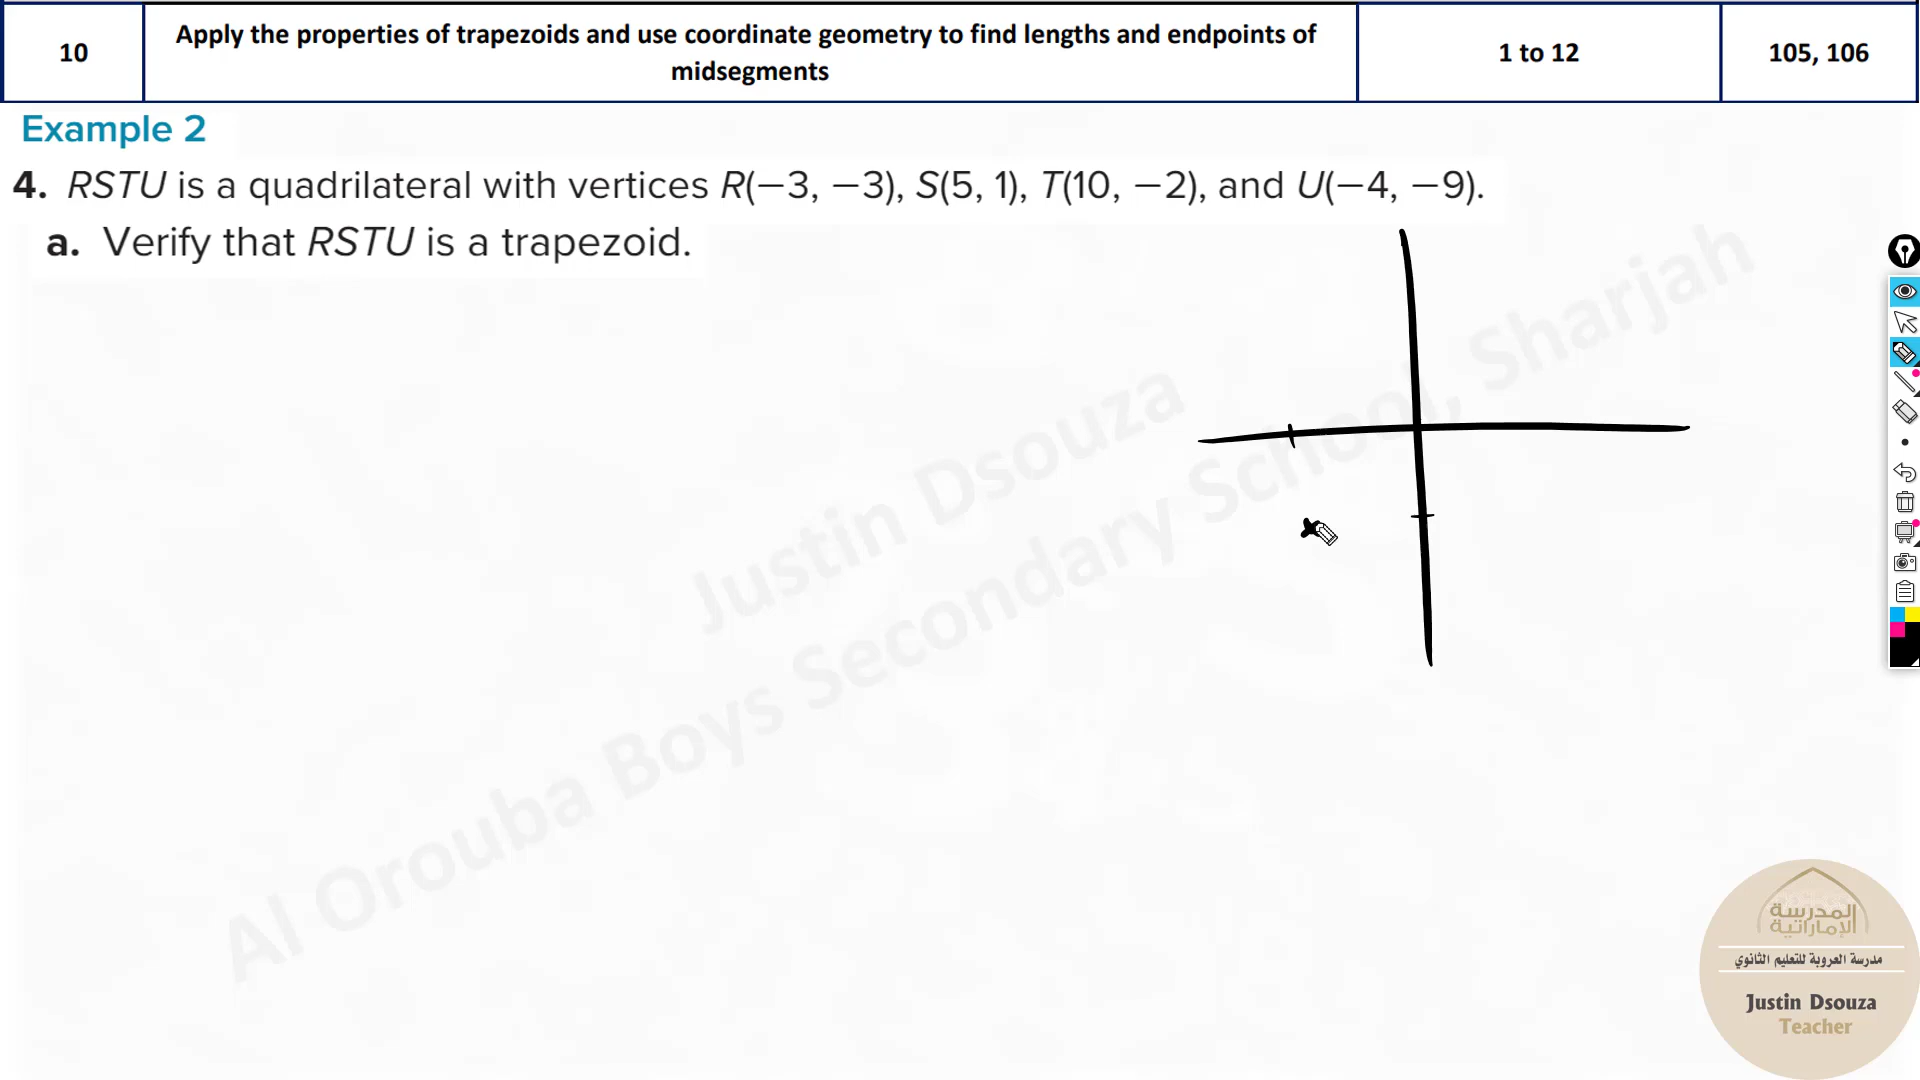 10
Apply the properties of trapezoids and use coordinate geometry to find lengths and endpoints of
midsegments
1 to 12
105, 106
Example 2
4. RSTU is a quadrilateral with vertices R(−3, −3), S(5, 1), T(10, −2), and U(−4, −9).
a. Verify that RSTU is a trapezoid.
Justin Dsouza
Al Orouba Boys Secondary School, Sharjah
المدرسة
الإماراتية
مدرسة العروبة للتعليم الثانوي
Justin Dsouza
Teacher